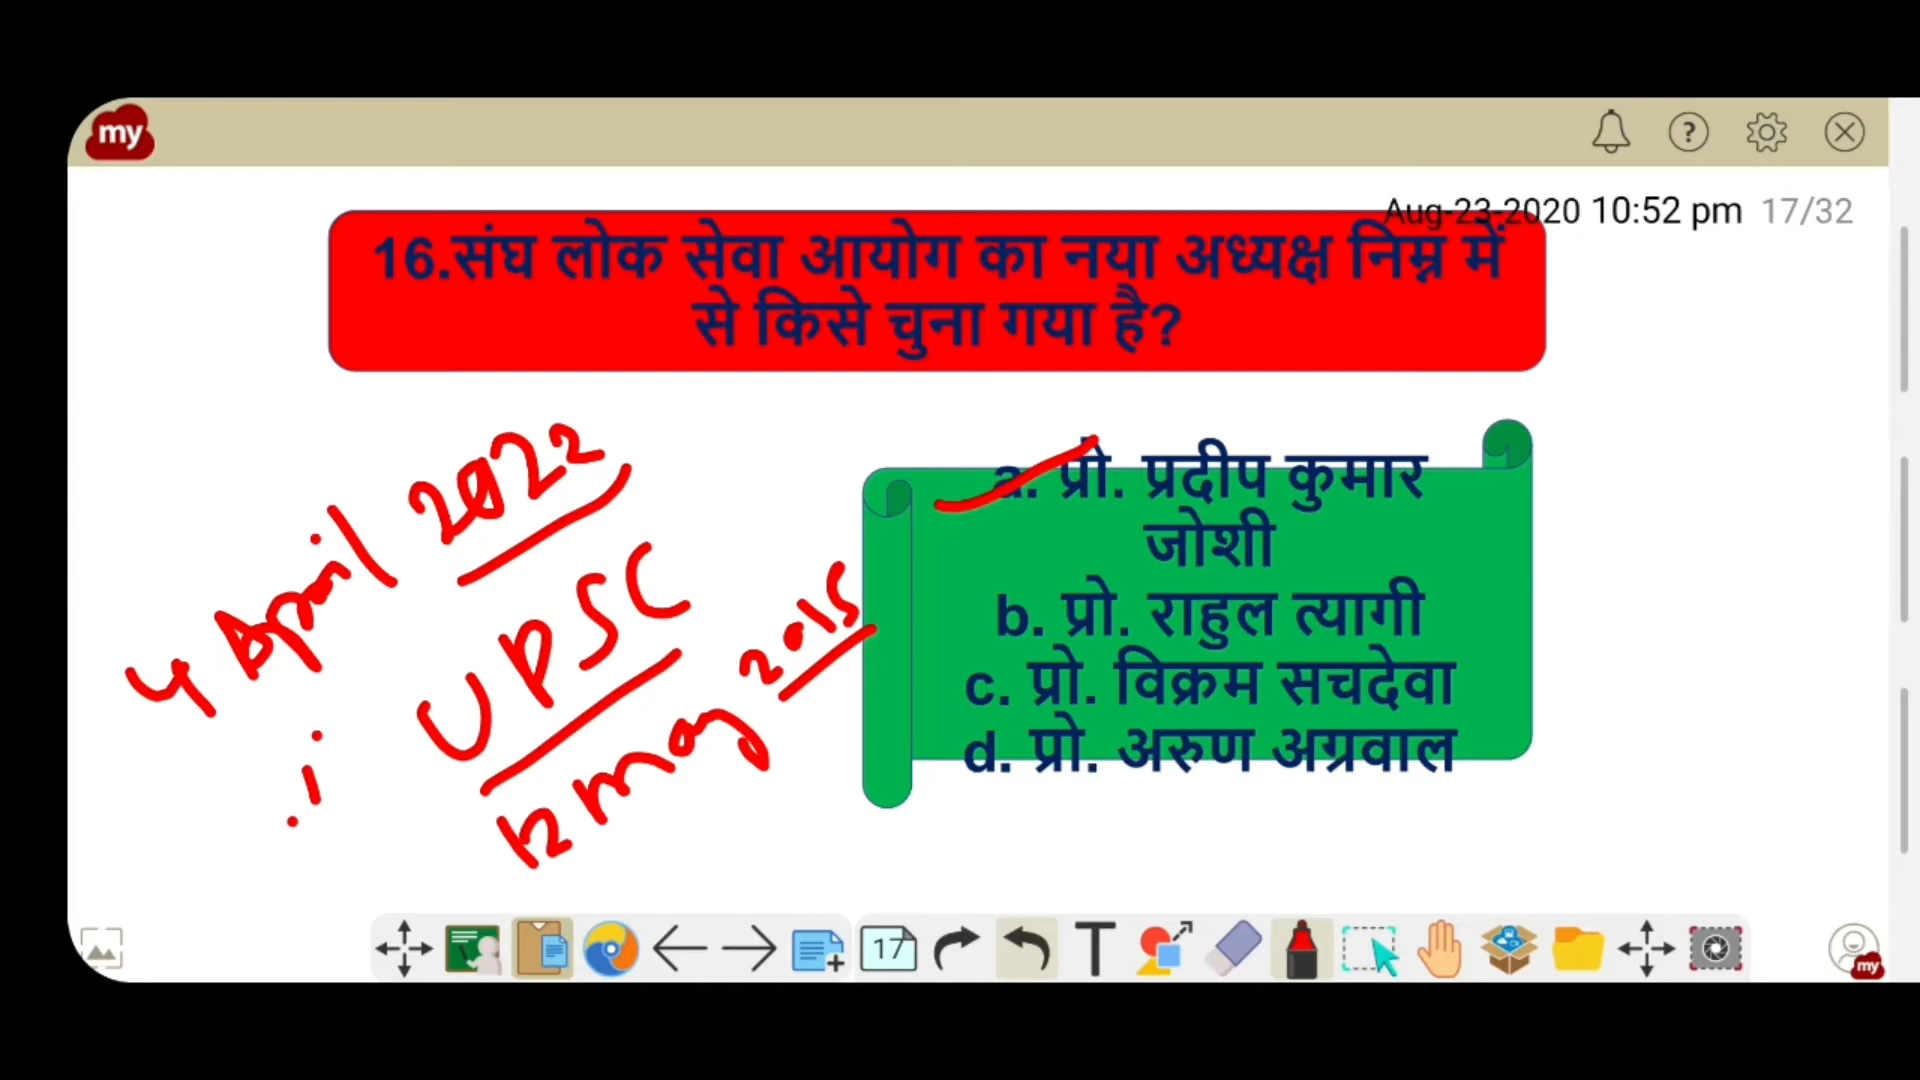 my
Aug-23-2020 10:52 pm 17/32
16.संघ लोक सेवा आयोग का नया अध्यक्ष निम्न में
से किसे चुना गया है?
a. प्रो. प्रदीप कुमार
जोशी
b. प्रो. राहुल त्यागी
c. प्रो. विक्रम सचदेवा
d. प्रो. अरुण अग्रवाल
4 April 2022
UPSC
12 may 2015
17
T
my